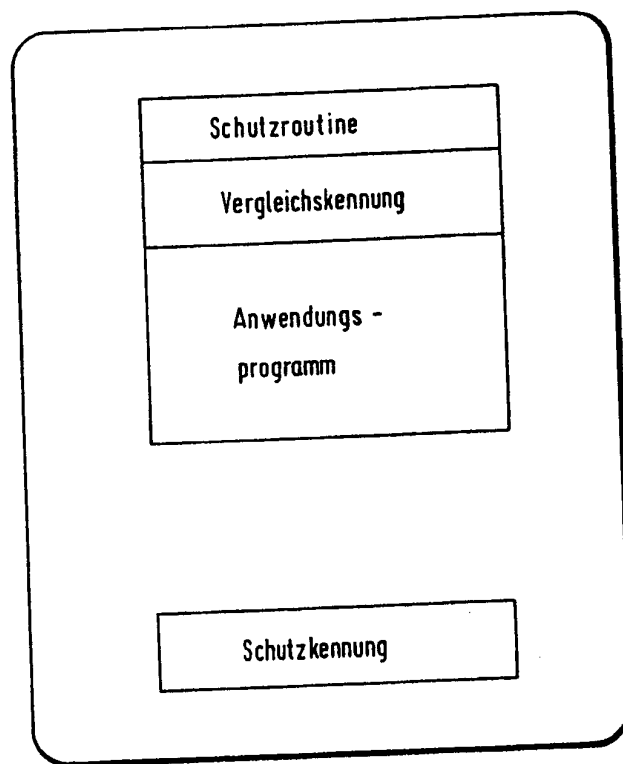 Schutzroutine
Vergleichskennung
Anwendungs -
programm
Schutzkennung